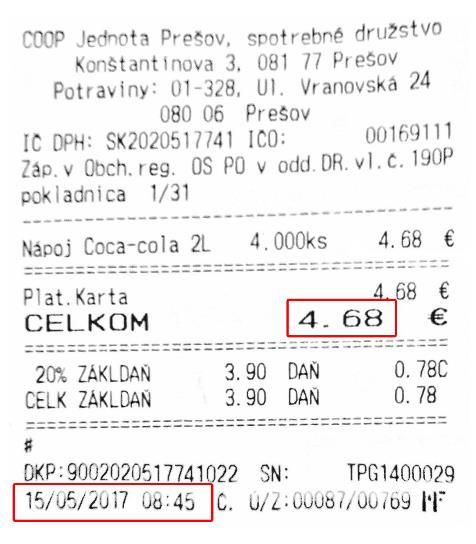 COOP Jednota Prešov, spotrebné družstvo
Konštantínova 3, 081 77 Prešov
Potraviny: 01-328, Ul. Vranovská 24
080 06 Prešov
IČ DPH: SK2020517741 IČO: 00169111
Záp.v Obch.reg. OS PO v odd.DR.vl.č.190P
pokladnica 1/31
Nápoj Coca-cola 2L 4.000ks 4.68 €
Plat.Karta 4.68 €
CELKOM 4.68 €
20% ZÁKLDAŇ 3.90 DAŇ 0.78C
CELK ZÁKLDAŇ 3.90 DAŇ 0.78
#
DKP:9002020517741022 SN: TPG1400029
15/05/2017 08:45 Č. Ú/Z:00087/00769 MF